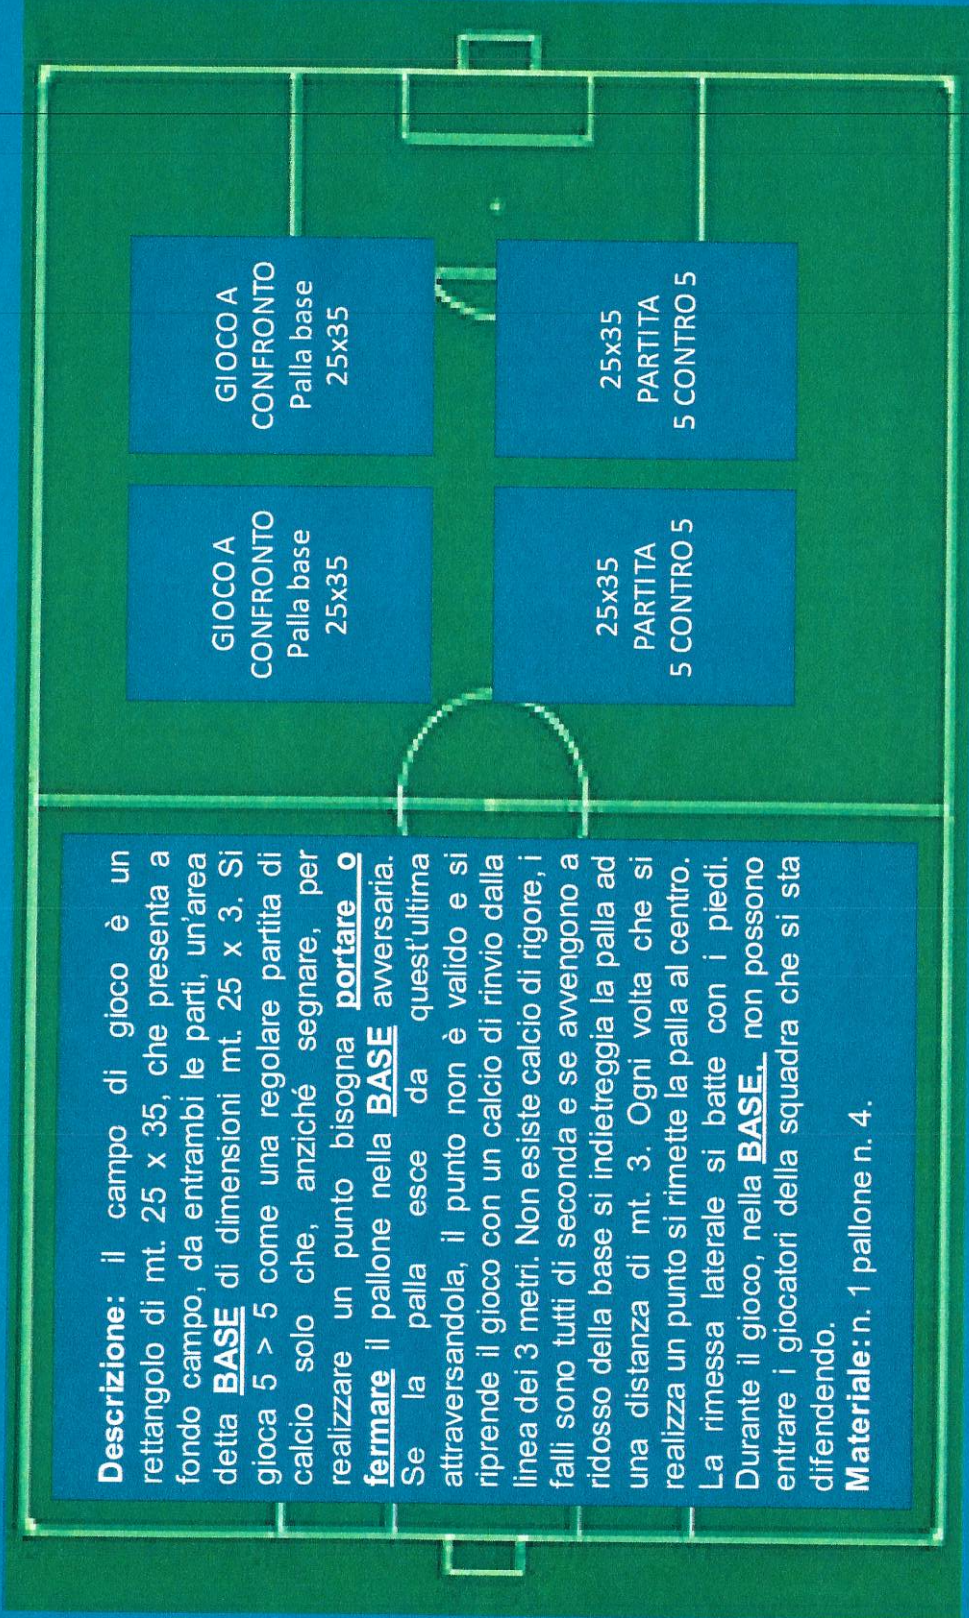 Descrizione: il campo di gioco è un
rettangolo di mt. 25 x 35, che presenta a
fondo campo, da entrambi le parti, un'area
detta BASE di dimensioni mt. 25 x 3. Si
gioca 5 > 5 come una regolare partita di
calcio solo che, anziché segnare, per
realizzare un punto bisogna portare o
fermare il pallone nella BASE avversaria.
Se la palla esce da quest'ultima
attraversandola, il punto non è valido e si
riprende il gioco con un calcio di rinvio dalla
linea dei 3 metri. Non esiste calcio di rigore, i
falli sono tutti di seconda e se avvengono a
ridosso della base si indietreggia la palla ad
una distanza di mt. 3. Ogni volta che si
realizza un punto si rimette la palla al centro.
La rimessa laterale si batte con i piedi.
Durante il gioco, nella BASE, non possono
entrare i giocatori della squadra che si sta
difendendo.
Materiale: n. 1 pallone n. 4.
GIOCO A
CONFRONTO
Palla base
25x35
GIOCO A
CONFRONTO
Palla base
25x35
25x35
PARTITA
5 CONTRO 5
25x35
PARTITA
5 CONTRO 5